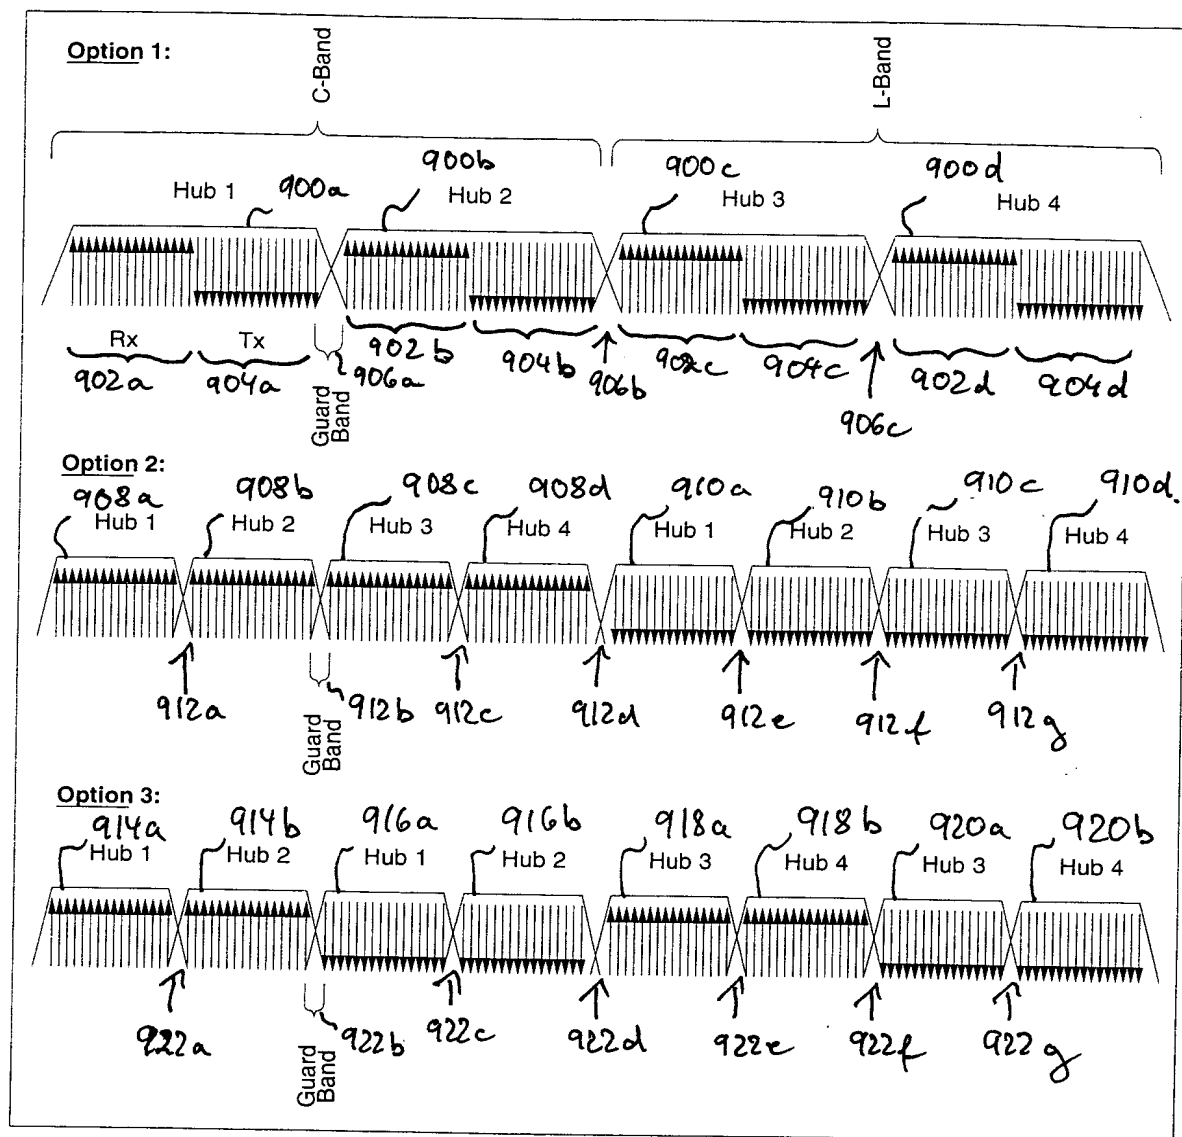 Option 1:
C-Band
L-Band
900b
900c
900d
Hub 1
900a
Hub 2
Hub 3
Hub 4
Rx
Tx
902a
904a
906a
Guard
Band
902b
904b
906b
902c
904c
906c
902d
904d
Option 2:
908a
908b
908c
908d
910a
910b
910c
910d.
Hub 1
Hub 2
Hub 3
Hub 4
Hub 1
Hub 2
Hub 3
Hub 4
912a
912b
912c
912d
912e
912f
912g
Guard
Band
Option 3:
914a
914b
916a
916b
918a
918b
920a
920b
Hub 1
Hub 2
Hub 1
Hub 2
Hub 3
Hub 4
Hub 3
Hub 4
922a
922b
922c
922d
922e
922f
922g
Guard
Band